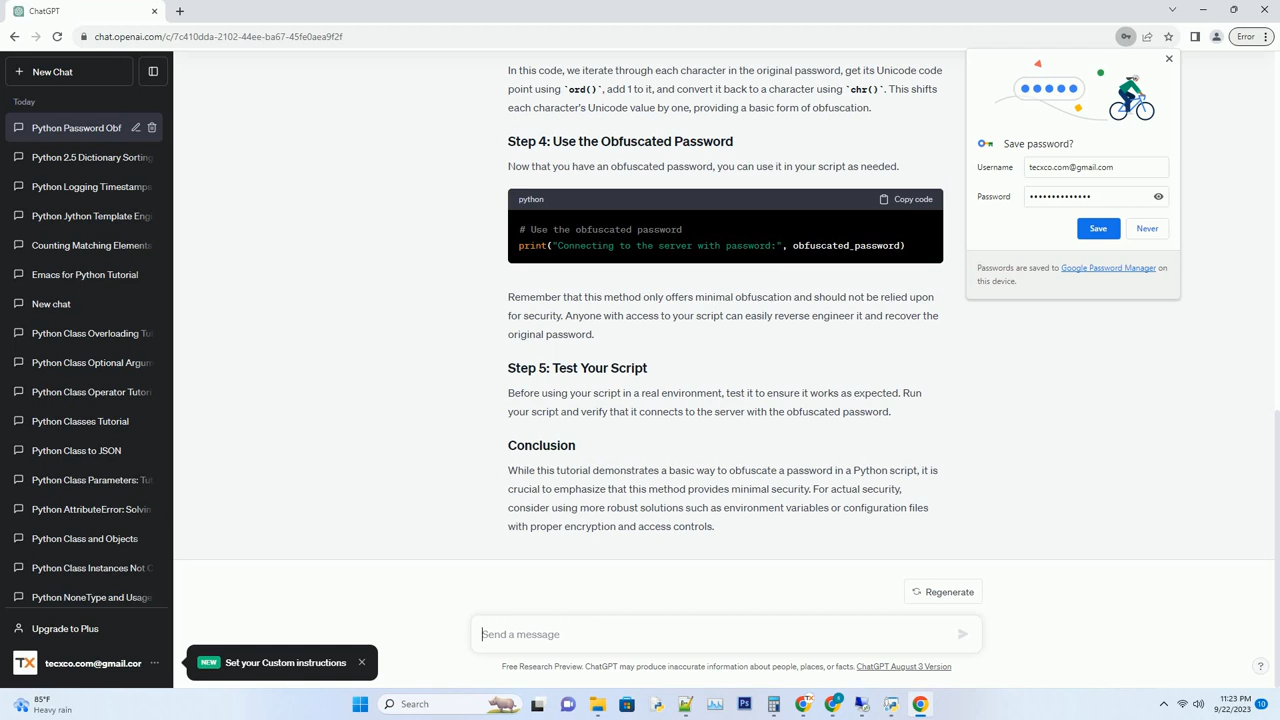 ChatGPT
chat.openai.com/c/7c410dda-2102-44ee-ba67-45fe0aea9f2f
Error
New Chat
Today
Python Password Obf
Python 2.5 Dictionary Sorting
Python Logging Timestamps
Python Jython Template Eng
Counting Matching Elements
Emacs for Python Tutorial
New chat
Python Class Overloading Tut
Python Class Optional Argum
Python Class Operator Tutori
Python Classes Tutorial
Python Class to JSON
Python Class Parameters: Tut
Python AttributeError: Solvin
Python Class and Objects
Python Class Instances Not C
Python NoneType and Usage
Upgrade to Plus
TX tecxco.com@gmail.cor
NEW Set your Custom instructions
In this code, we iterate through each character in the original password, get its Unicode code
point using `ord()`, add 1 to it, and convert it back to a character using `chr()`. This shifts
each character's Unicode value by one, providing a basic form of obfuscation.
Step 4: Use the Obfuscated Password
Now that you have an obfuscated password, you can use it in your script as needed.
python
Copy code
# Use the obfuscated password
print("Connecting to the server with password:", obfuscated_password)
Remember that this method only offers minimal obfuscation and should not be relied upon
for security. Anyone with access to your script can easily reverse engineer it and recover the
original password.
Step 5: Test Your Script
Before using your script in a real environment, test it to ensure it works as expected. Run
your script and verify that it connects to the server with the obfuscated password.
Conclusion
While this tutorial demonstrates a basic way to obfuscate a password in a Python script, it is
crucial to emphasize that this method provides minimal security. For actual security,
consider using more robust solutions such as environment variables or configuration files
with proper encryption and access controls.
Regenerate
Send a message
Free Research Preview. ChatGPT may produce inaccurate information about people, places, or facts. ChatGPT August 3 Version
?
Save password?
Username tecxco.com@gmail.com
Password ••••••••••••••
Save
Never
Passwords are saved to Google Password Manager on
this device.
85°F
Heavy rain
Search
11:23 PM
9/22/2023